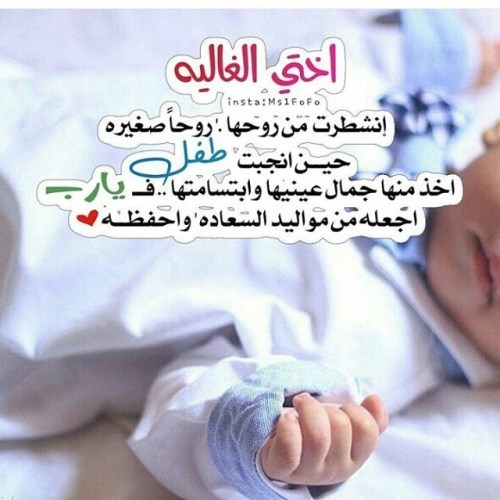 اختي الغاليه
insta:Ms1FoFo
إنشطرت من روحها .' روحاً صغيره
حين انجبت طفل
اخذ منها جمال عينيها وابتسامتها .. فـ يارب
اجعله من مواليد السعاده' واحفظه ❤